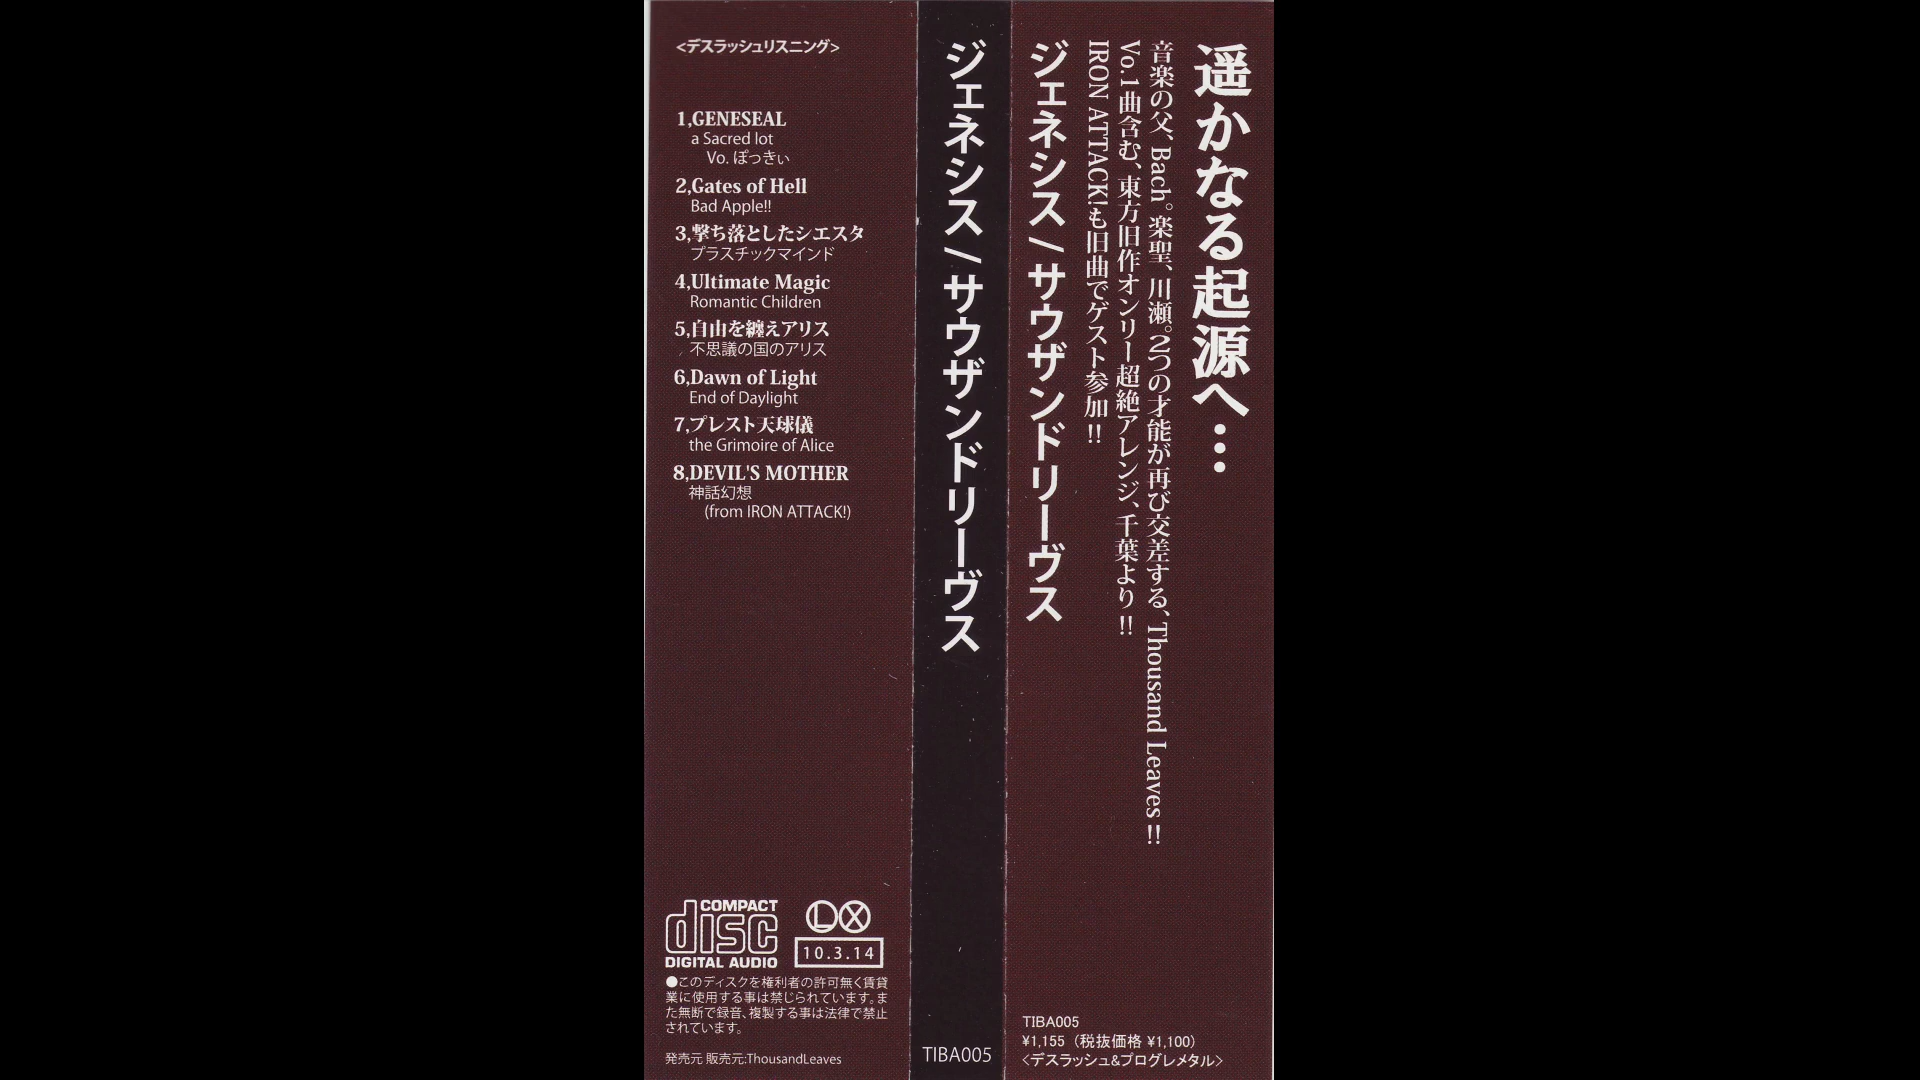 遥かなる起源へ…
音楽の父、Bach。楽聖、川瀬。2つの才能が再び交差する、Thousand Leaves!!
Vo.1曲含む、東方旧作オンリー超絶アレンジ、千葉より!!
IRON ATTACK!も旧曲でゲスト参加!!
ジェネシス/サウザンドリーヴス
TIBA005
¥1,155（税抜価格 ¥1,100）
<デスラッシュ&プログレメタル>
ジェネシス/サウザンドリーヴス
TIBA005
<デスラッシュリスニング>
1,GENESEAL
a Sacred lot
Vo. ぽっきぃ
2,Gates of Hell
Bad Apple!!
3,撃ち落としたシエスタ
プラスチックマインド
4,Ultimate Magic
Romantic Children
5,自由を纏えアリス
不思議の国のアリス
6,Dawn of Light
End of Daylight
7,プレスト天球儀
the Grimoire of Alice
8,DEVIL'S MOTHER
神話幻想
(from IRON ATTACK!)
COMPACT
disc
DIGITAL AUDIO
LX
10.3.14
●このディスクを権利者の許可無く賃貸
業に使用する事は禁じられています。ま
た無断で録音、複製する事は法律で禁止
されています。
発売元 販売元:ThousandLeaves